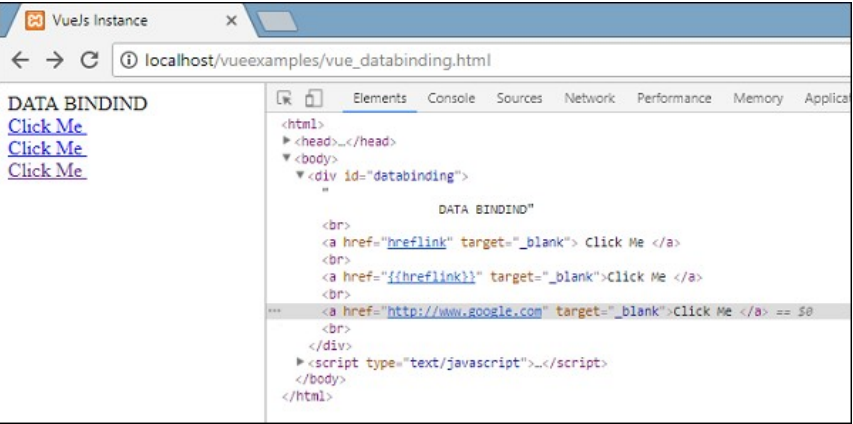 VueJs Instance
localhost/vueexamples/vue_databinding.html
DATA BINDIND
Click Me
Click Me
Click Me
Elements Console Sources Network Performance Memory Applicat
<html>
<head>…</head>
<body>
<div id="databinding">
"
DATA BINDIND"
<br>
<a href="hreflink" target="_blank"> Click Me </a>
<br>
<a href="{{hreflink}}" target="_blank">Click Me </a>
<br>
... <a href="http://www.google.com" target="_blank">Click Me </a> == $0
<br>
</div>
<script type="text/javascript">…</script>
</body>
</html>